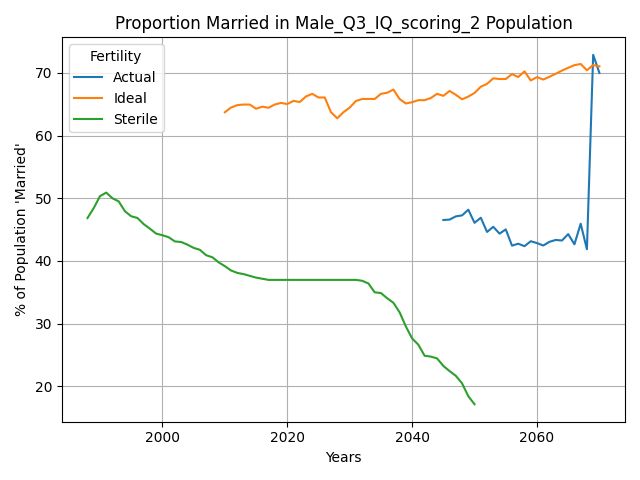 Proportion Married in Male_Q3_IQ_scoring_2 Population
Fertility
Actual
Ideal
Sterile
% of Population 'Married'
70
60
50
40
30
20
2000
2020
2040
2060
Years